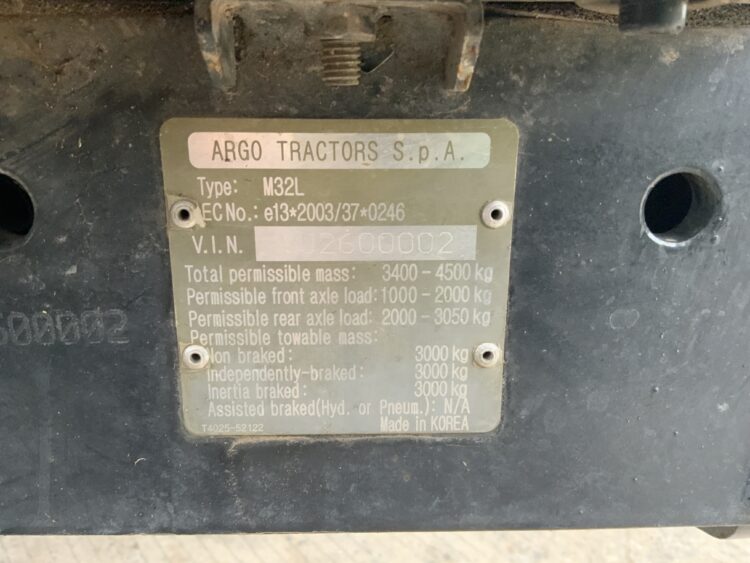 ARGO TRACTORS S.p.A.
Type: M32L
EC No.: e13*2003/37*0246
V.I.N. 02600002
Total permissible mass: 3400 - 4500 kg
Permissible front axle load: 1000 - 2000 kg
Permissible rear axle load: 2000 - 3050 kg
Permissible towable mass:
Non braked: 3000 kg
Independently-braked: 3000 kg
Inertia braked: 3000 kg
Assisted braked(Hyd. or Pneum.): N/A
T4025-52122 Made in KOREA
600002